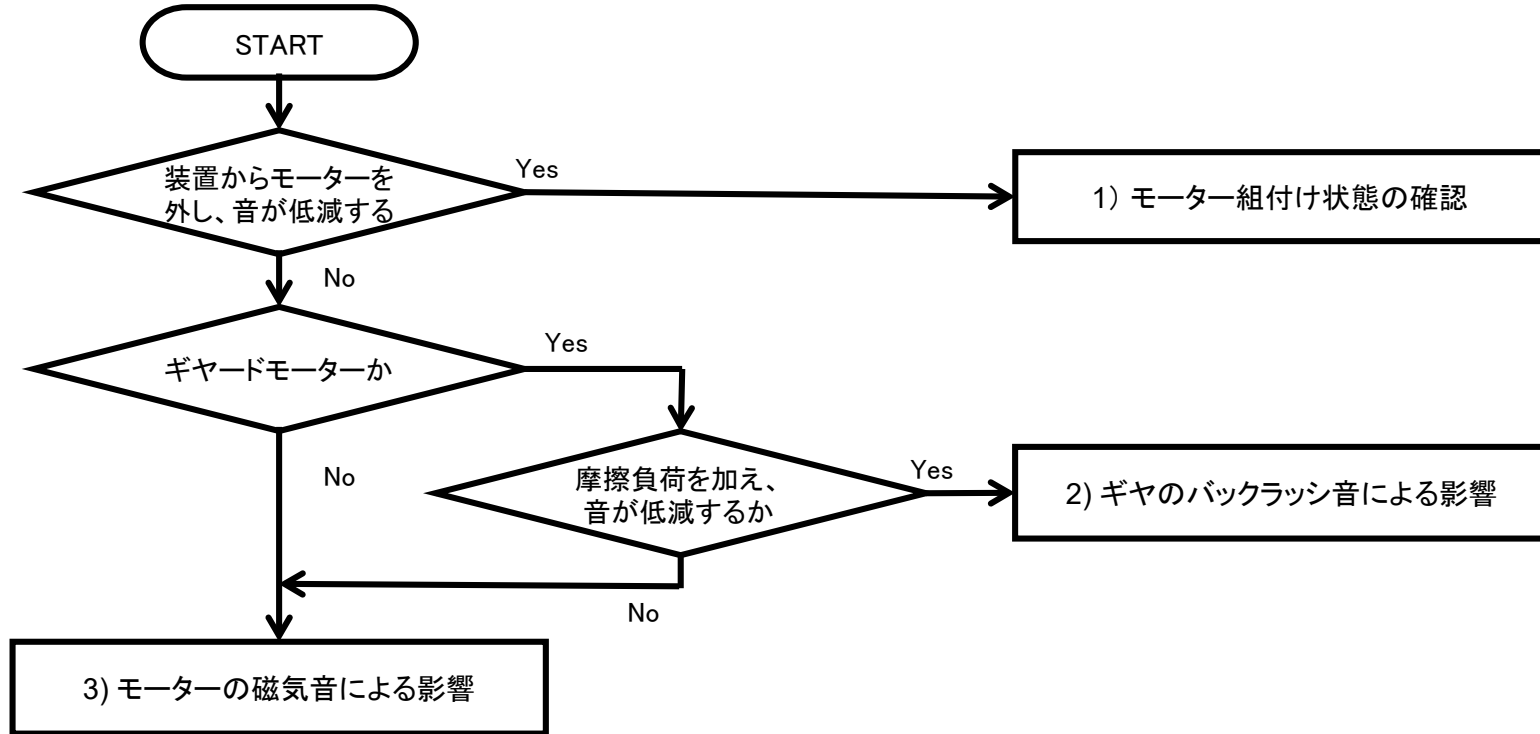 START
装置からモーターを
外し、音が低減する
Yes
1) モーター組付け状態の確認
No
ギヤードモーターか
Yes
No
摩擦負荷を加え、
音が低減するか
Yes
2) ギヤのバックラッシ音による影響
No
3) モーターの磁気音による影響